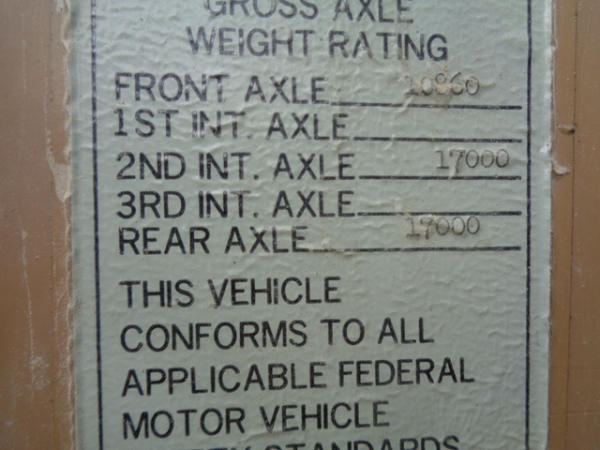 GROSS AXLE
WEIGHT RATING
FRONT AXLE 10860
1ST INT. AXLE
2ND INT. AXLE 17000
3RD INT. AXLE
REAR AXLE 17000
THIS VEHICLE
CONFORMS TO ALL
APPLICABLE FEDERAL
MOTOR VEHICLE
STANDARDS